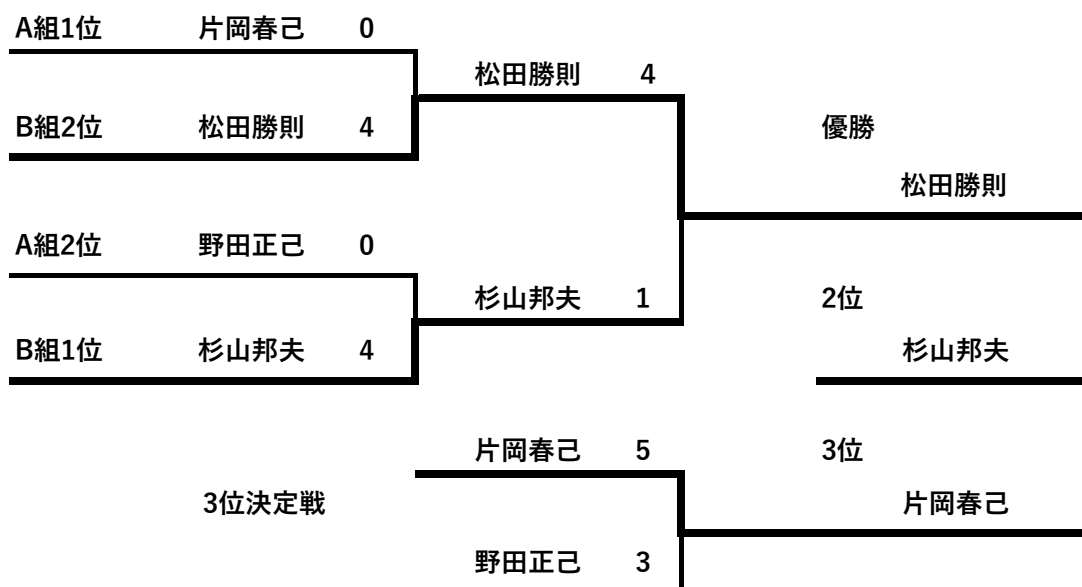 A組1位 片岡春己 0
松田勝則 4
B組2位 松田勝則 4
優勝
松田勝則
A組2位 野田正己 0
杉山邦夫 1
2位
B組1位 杉山邦夫 4
杉山邦夫
片岡春己 5
3位
3位決定戦
片岡春己
野田正己 3